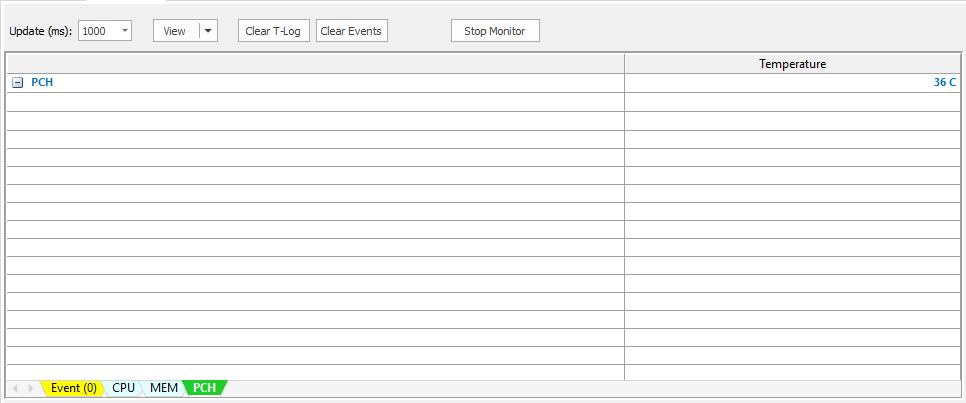 Update (ms): 1000 View Clear T-Log Clear Events Stop Monitor
Temperature
PCH 36 C
Event (0) CPU MEM PCH